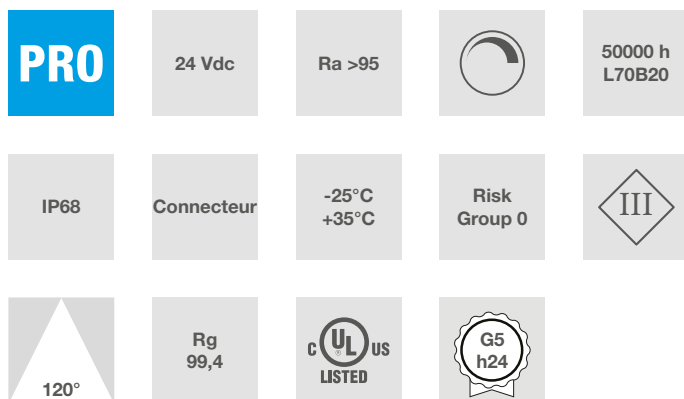 PRO
24 Vdc
Ra >95
50000 h
L70B20
IP68
Connecteur
-25°C
+35°C
Risk
Group 0
III
120°
Rg
99,4
C UL US
®
LISTED
G5
h24